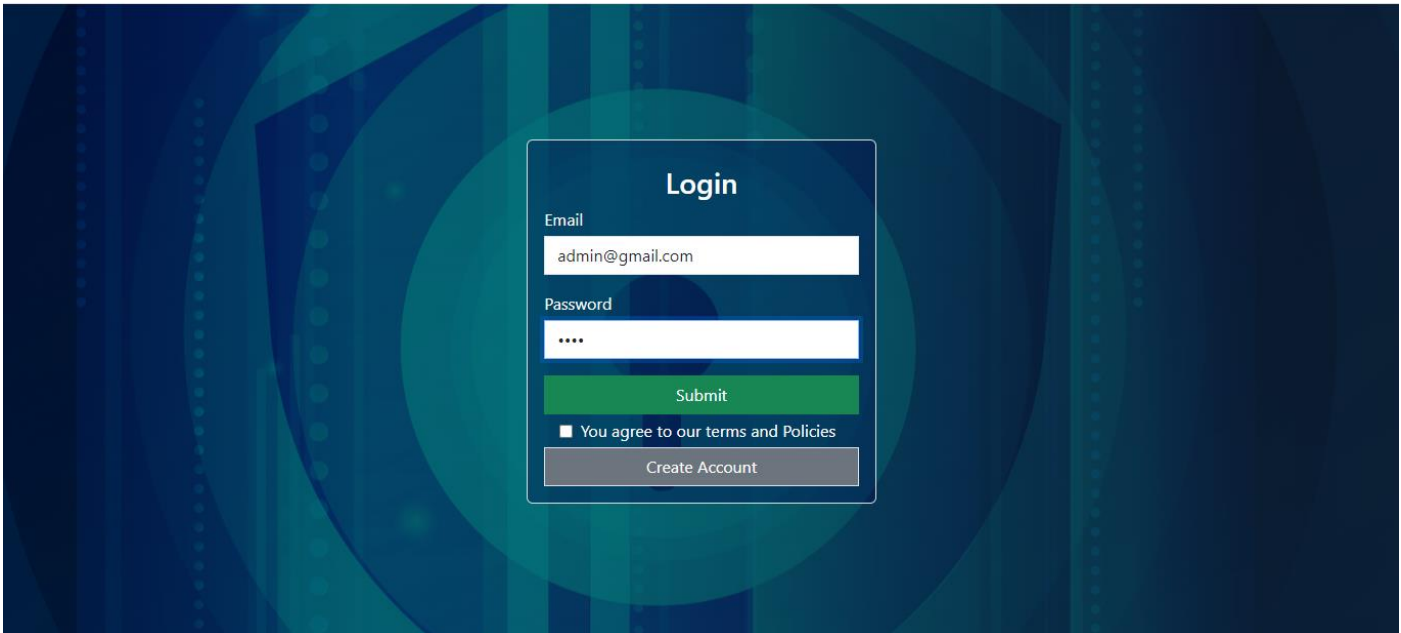 Login
Email
admin@gmail.com
Password
••••
Submit
You agree to our terms and Policies
Create Account